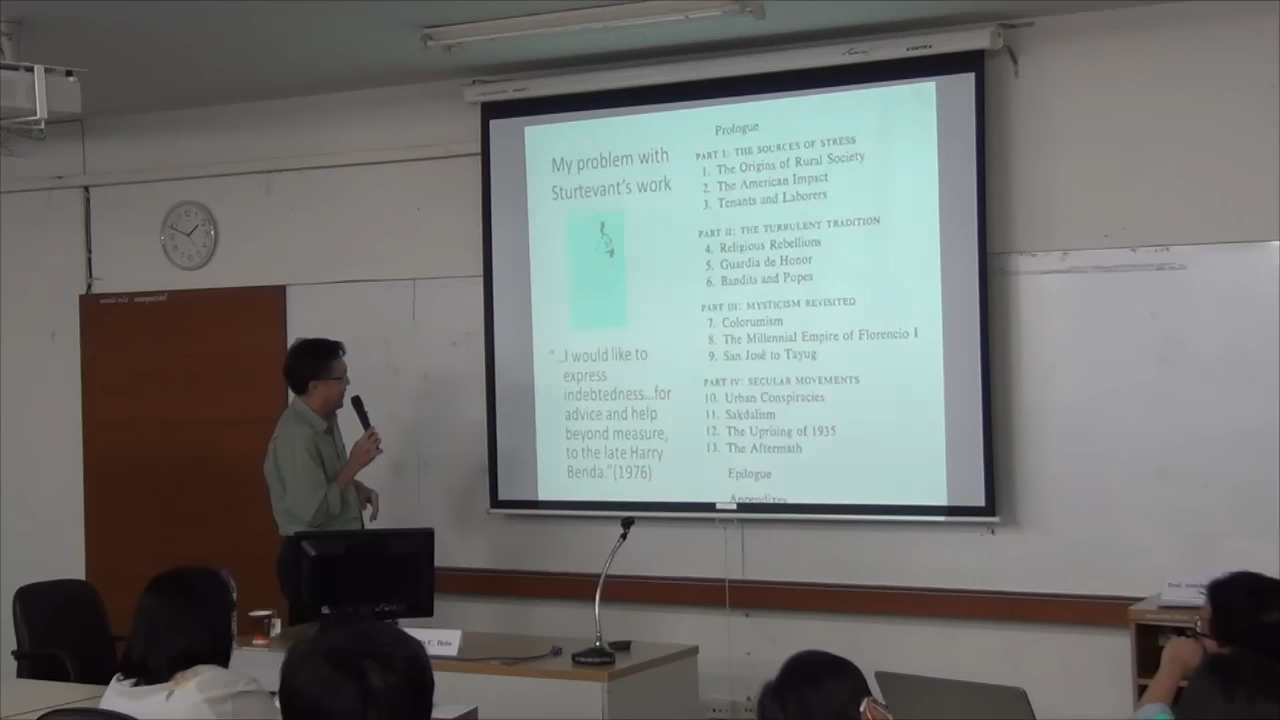 My problem with
Sturtevant's work
"...I would like to
express
indebtedness...for
advice and help
beyond measure,
to the late Harry
Benda."(1976)
Prologue
PART I: THE SOURCES OF STRESS
1. The Origins of Rural Society
2. The American Impact
3. Tenants and Laborers
PART II: THE TURBULENT TRADITION
4. Religious Rebellions
5. Guardia de Honor
6. Bandits and Popes
PART III: MYSTICISM REVISITED
7. Colorumism
8. The Millennial Empire of Florencio I
9. San José to Tayug
PART IV: SECULAR MOVEMENTS
10. Urban Conspiracies
11. Sakdalism
12. The Uprising of 1935
13. The Aftermath
Epilogue
Appendixes
VERTEX